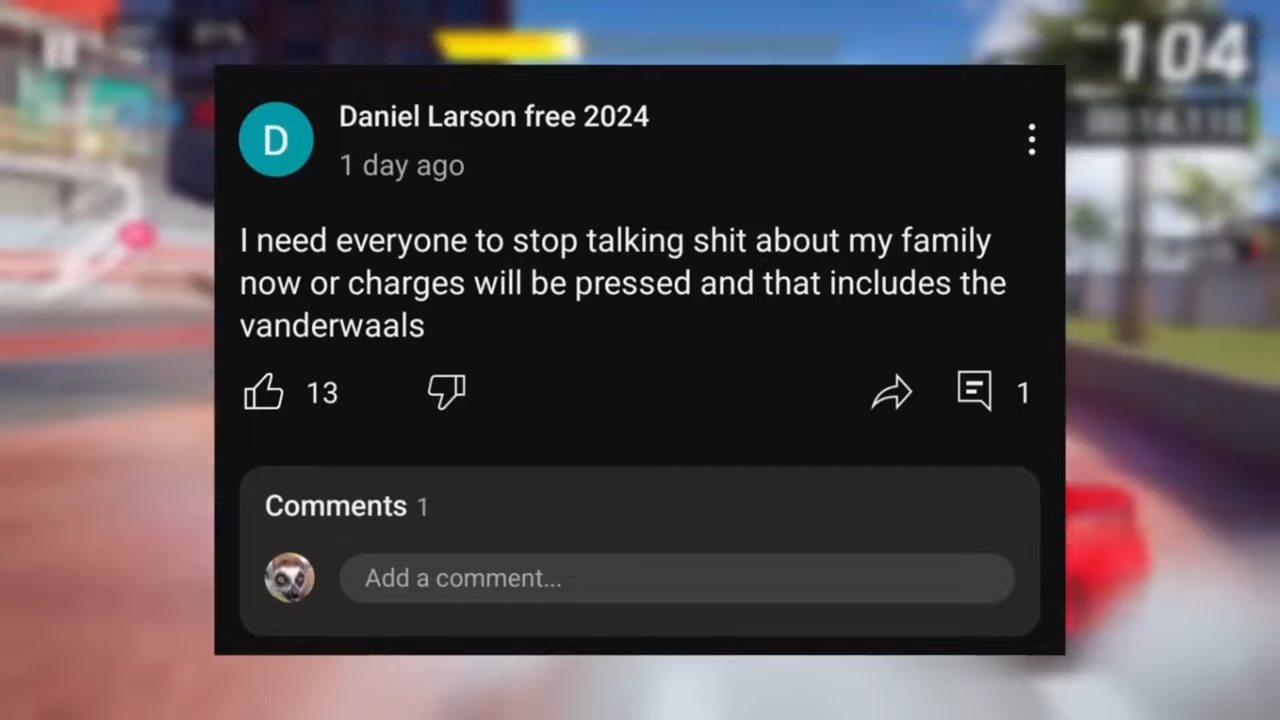 104
D
Daniel Larson free 2024
1 day ago
I need everyone to stop talking shit about my family
now or charges will be pressed and that includes the
vanderwaals
13
1
Comments 1
Add a comment...